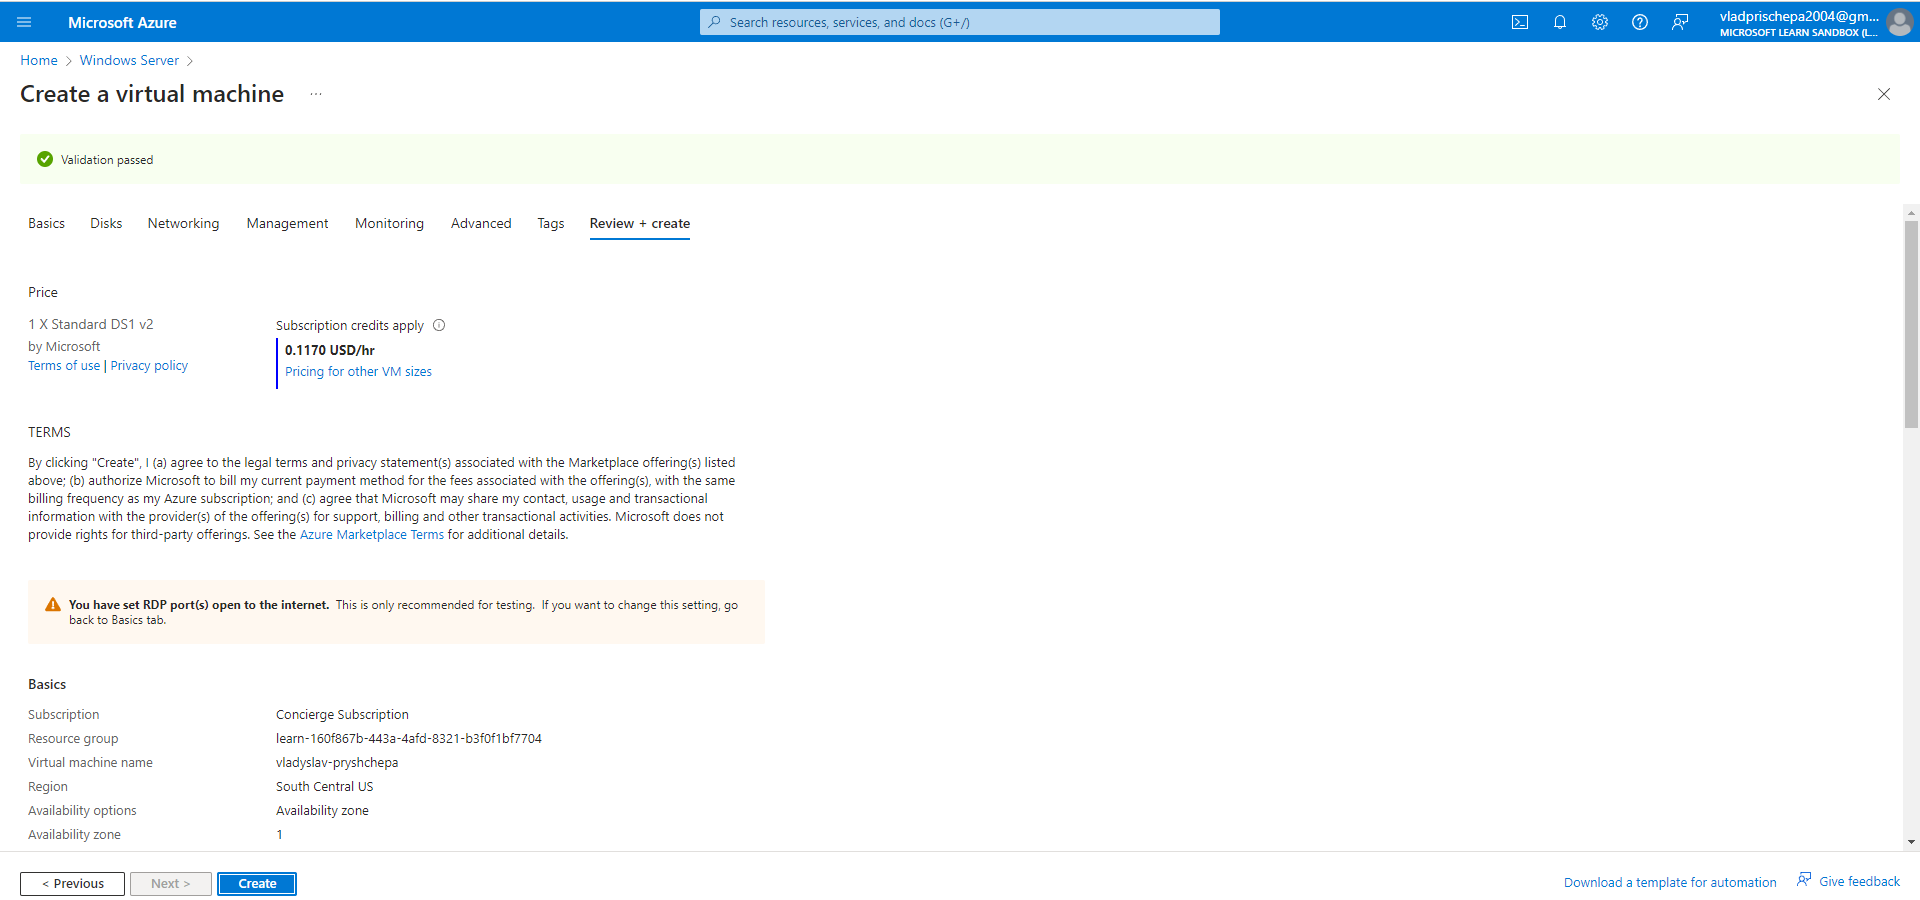 Microsoft Azure
Search resources, services, and docs (G+/)
vladprischepa2004@gm...
MICROSOFT LEARN SANDBOX (L...
Home > Windows Server >
Create a virtual machine ...
Validation passed
Basics Disks Networking Management Monitoring Advanced Tags Review + create
Price
1 X Standard DS1 v2
by Microsoft
Terms of use | Privacy policy
Subscription credits apply
0.1170 USD/hr
Pricing for other VM sizes
TERMS
By clicking "Create", I (a) agree to the legal terms and privacy statement(s) associated with the Marketplace offering(s) listed
above; (b) authorize Microsoft to bill my current payment method for the fees associated with the offering(s), with the same
billing frequency as my Azure subscription; and (c) agree that Microsoft may share my contact, usage and transactional
information with the provider(s) of the offering(s) for support, billing and other transactional activities. Microsoft does not
provide rights for third-party offerings. See the Azure Marketplace Terms for additional details.
You have set RDP port(s) open to the internet. This is only recommended for testing. If you want to change this setting, go
back to Basics tab.
Basics
Subscription Concierge Subscription
Resource group learn-160f867b-443a-4afd-8321-b3f0f1bf7704
Virtual machine name vladyslav-pryshchepa
Region South Central US
Availability options Availability zone
Availability zone 1
< Previous Next > Create Download a template for automation Give feedback